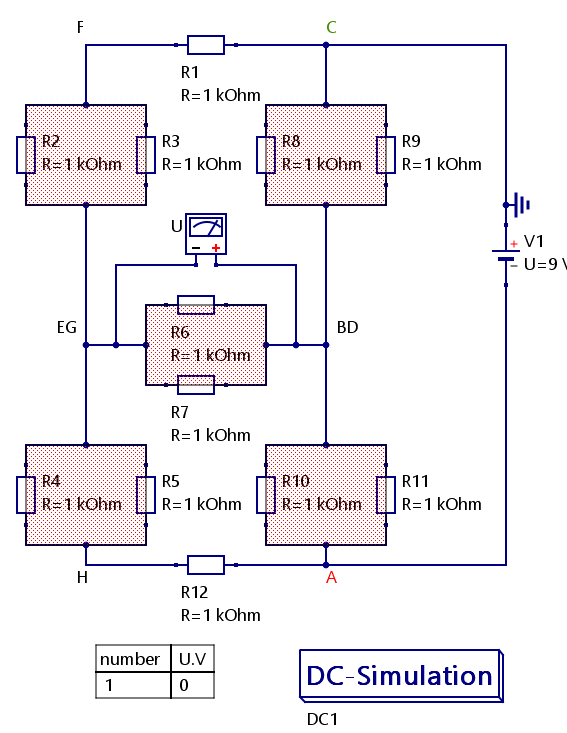 F
C
R1
R=1 kOhm
R2
R=1 kOhm
R3
R=1 kOhm
R8
R=1 kOhm
R9
R=1 kOhm
U
- +
+
V1
- U=9 V
EG
BD
R6
R=1 kOhm
R7
R=1 kOhm
R4
R=1 kOhm
R5
R=1 kOhm
R10
R=1 kOhm
R11
R=1 kOhm
H
A
R12
R=1 kOhm
number U.V
1 0
DC-Simulation
DC1